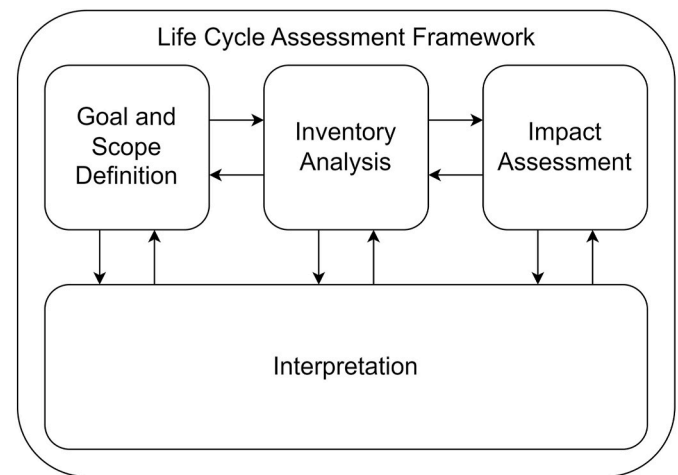 Life Cycle Assessment Framework
Goal and
Scope
Definition
Inventory
Analysis
Impact
Assessment
Interpretation